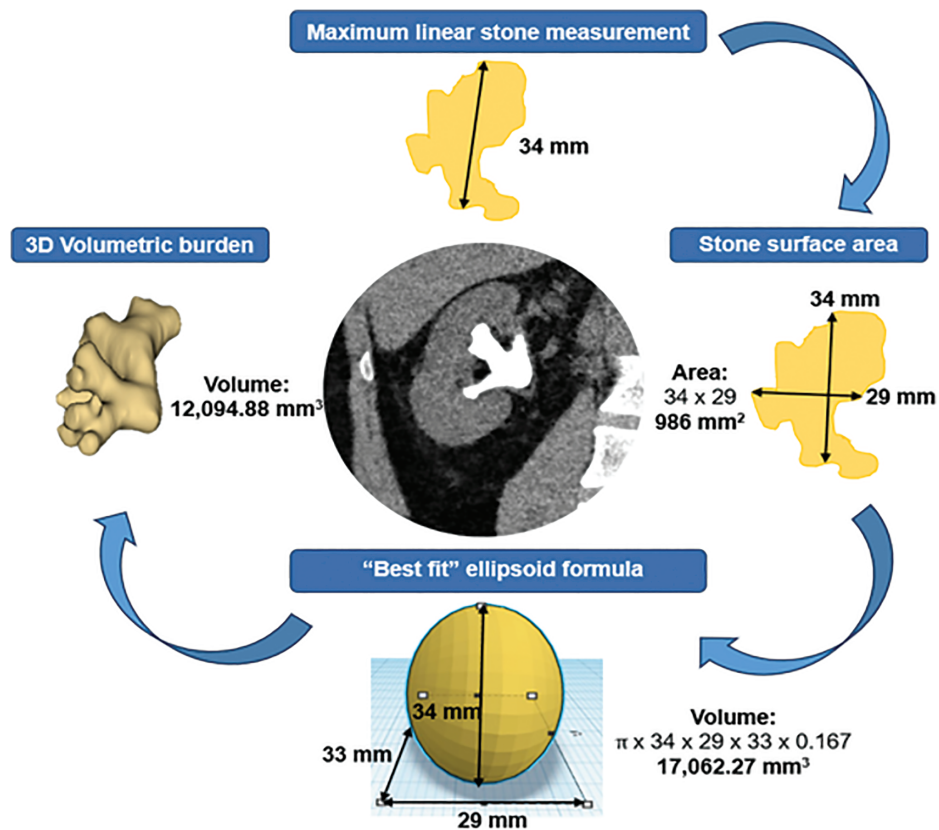 Maximum linear stone measurement
34 mm
3D Volumetric burden
Stone surface area
Volume:
12,094.88 mm³
34 mm
Area:
34 x 29
986 mm²
29 mm
“Best fit” ellipsoid formula
34 mm
33 mm
29 mm
Volume:
π x 34 x 29 x 33 x 0.167
17,062.27 mm³